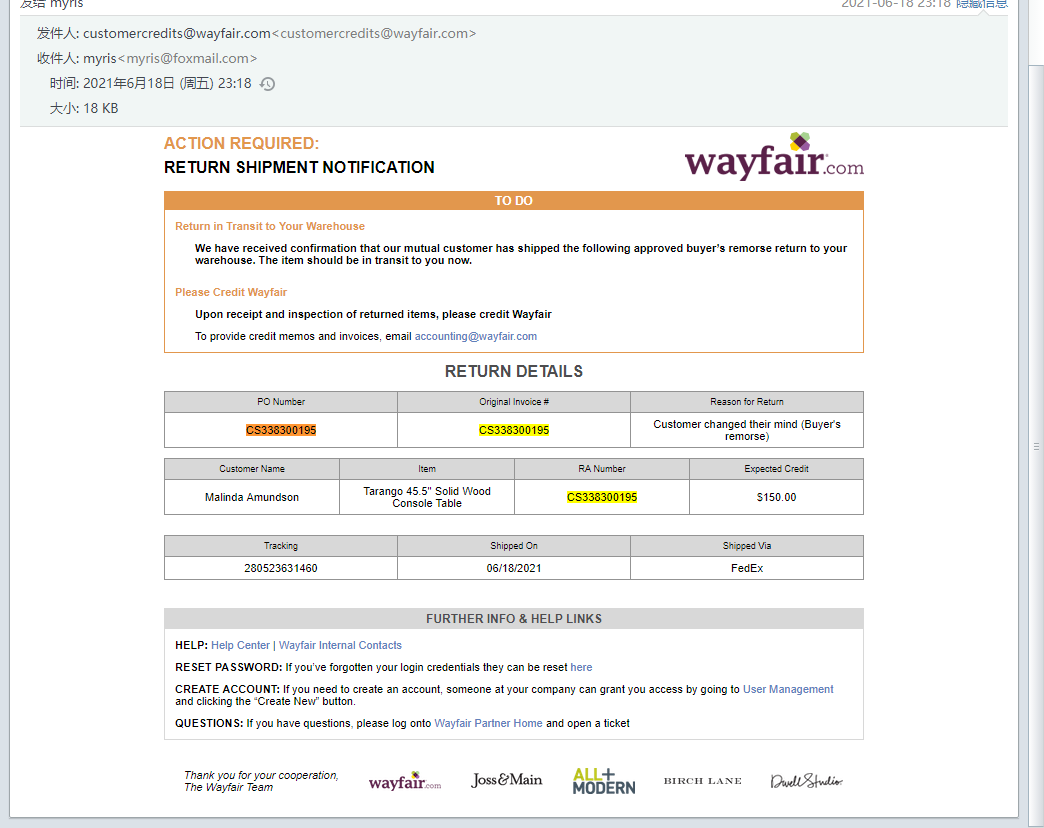 发给 myris
2021-06-18 23:18 隐藏信息
发件人: customercredits@wayfair.com<customercredits@wayfair.com>
收件人: myris<myris@foxmail.com>
时间: 2021年6月18日 (周五) 23:18
大小: 18 KB
ACTION REQUIRED:
RETURN SHIPMENT NOTIFICATION
wayfair.com
TO DO
Return in Transit to Your Warehouse
We have received confirmation that our mutual customer has shipped the following approved buyer's remorse return to your
warehouse. The item should be in transit to you now.
Please Credit Wayfair
Upon receipt and inspection of returned items, please credit Wayfair
To provide credit memos and invoices, email accounting@wayfair.com
RETURN DETAILS
PO Number Original Invoice # Reason for Return
CS338300195 CS338300195 Customer changed their mind (Buyer's
remorse)
Customer Name Item RA Number Expected Credit
Malinda Amundson Tarango 45.5" Solid Wood
Console Table CS338300195 $150.00
Tracking Shipped On Shipped Via
280523631460 06/18/2021 FedEx
FURTHER INFO & HELP LINKS
HELP: Help Center | Wayfair Internal Contacts
RESET PASSWORD: If you've forgotten your login credentials they can be reset here
CREATE ACCOUNT: If you need to create an account, someone at your company can grant you access by going to User Management
and clicking the “Create New” button.
QUESTIONS: If you have questions, please log onto Wayfair Partner Home and open a ticket
Thank you for your cooperation,
The Wayfair Team
wayfair.com Joss&Main ALL+ MODERN BIRCH LANE DwellStudio